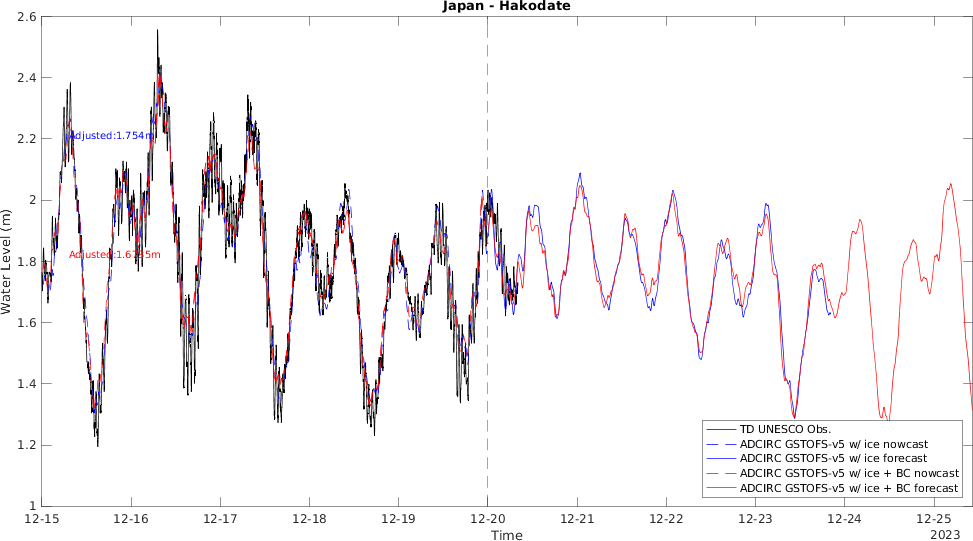 Japan - Hakodate
2.6
2.4
2.2
2
1.8
1.6
1.4
1.2
1
Water Level (m)
Adjusted:1.754m
12-15
12-16
12-17
12-18
12-19
12-20
12-21
12-22
12-23
12-24
12-25
2023
Time
TD UNESCO Obs.
ADCIRC GSTOFS-v5 w/ ice nowcast
ADCIRC GSTOFS-v5 w/ ice forecast
ADCIRC GSTOFS-v5 w/ ice + BC nowcast
ADCIRC GSTOFS-v5 w/ ice + BC forecast